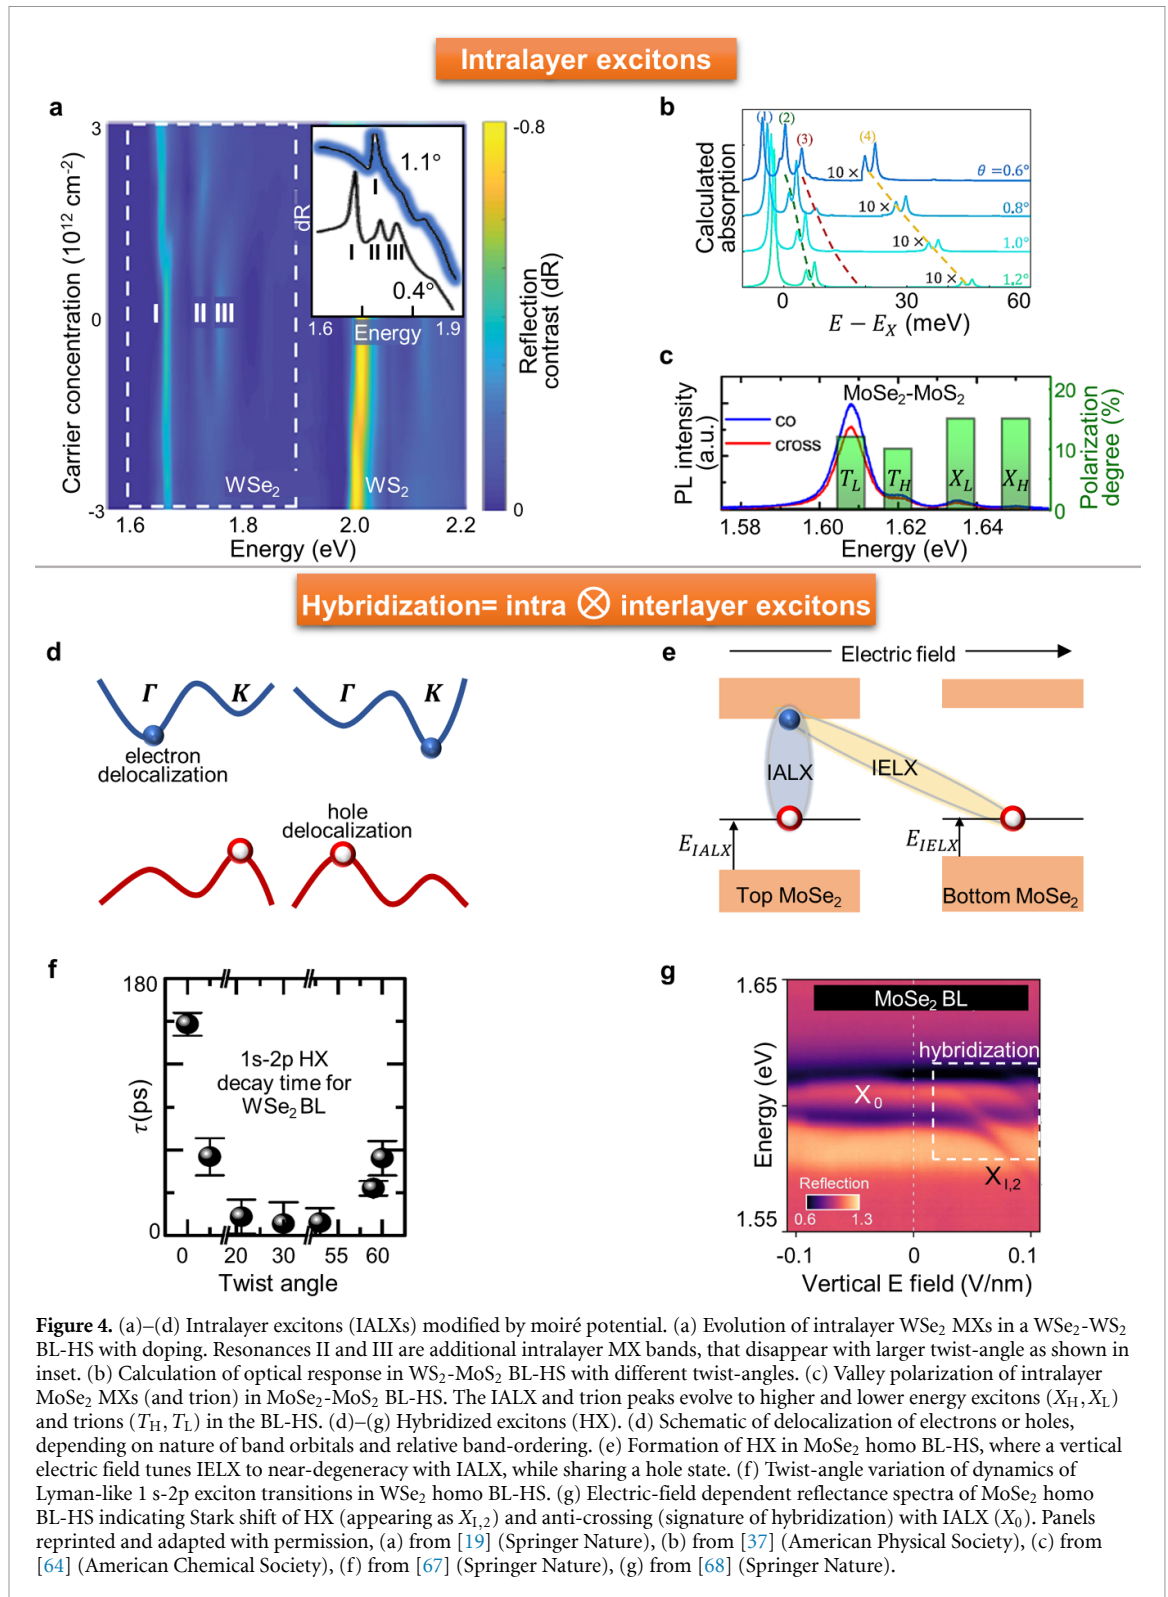 Intralayer excitons
a
Carrier concentration (10¹² cm⁻²)
3
0
-3
I II III
WSe₂
WS₂
1.6 1.8 2.0 2.2
Energy (eV)
dR
1.1°
I
I II III
0.4°
1.6 Energy 1.9
-0.8
0
Reflection
contrast (dR)
b
Calculated
absorption
(1) (2) (3) (4)
10 × θ =0.6°
10 × 0.8°
10 × 1.0°
10 × 1.2°
0 30 60
E − E_X (meV)
c
MoSe₂-MoS₂
co
cross
PL intensity
(a.u.)
T_L T_H X_L X_H
20
10
0
Polarization
degree (%)
1.58 1.60 1.62 1.64
Energy (eV)
Hybridization= intra ⊗ interlayer excitons
d
Γ K Γ K
electron
delocalization
hole
delocalization
e
Electric field
IALX
IELX
E_IALX
E_IELX
Top MoSe₂
Bottom MoSe₂
f
180
τ(ps)
0
1s-2p HX
decay time for
WSe₂ BL
0 20 30 55 60
Twist angle
g
1.65
Energy (eV)
1.55
MoSe₂ BL
hybridization
X₀
X_I,2
Reflection
0.6 1.3
-0.1 0 0.1
Vertical E field (V/nm)
Figure 4. (a)–(d) Intralayer excitons (IALXs) modified by moiré potential. (a) Evolution of intralayer WSe₂ MXs in a WSe₂-WS₂
BL-HS with doping. Resonances II and III are additional intralayer MX bands, that disappear with larger twist-angle as shown in
inset. (b) Calculation of optical response in WS₂-MoS₂ BL-HS with different twist-angles. (c) Valley polarization of intralayer
MoSe₂ MXs (and trion) in MoSe₂-MoS₂ BL-HS. The IALX and trion peaks evolve to higher and lower energy excitons (X_H, X_L)
and trions (T_H, T_L) in the BL-HS. (d)–(g) Hybridized excitons (HX). (d) Schematic of delocalization of electrons or holes,
depending on nature of band orbitals and relative band-ordering. (e) Formation of HX in MoSe₂ homo BL-HS, where a vertical
electric field tunes IELX to near-degeneracy with IALX, while sharing a hole state. (f) Twist-angle variation of dynamics of
Lyman-like 1 s-2p exciton transitions in WSe₂ homo BL-HS. (g) Electric-field dependent reflectance spectra of MoSe₂ homo
BL-HS indicating Stark shift of HX (appearing as X_I,2) and anti-crossing (signature of hybridization) with IALX (X₀). Panels
reprinted and adapted with permission, (a) from [19] (Springer Nature), (b) from [37] (American Physical Society), (c) from
[64] (American Chemical Society), (f) from [67] (Springer Nature), (g) from [68] (Springer Nature).